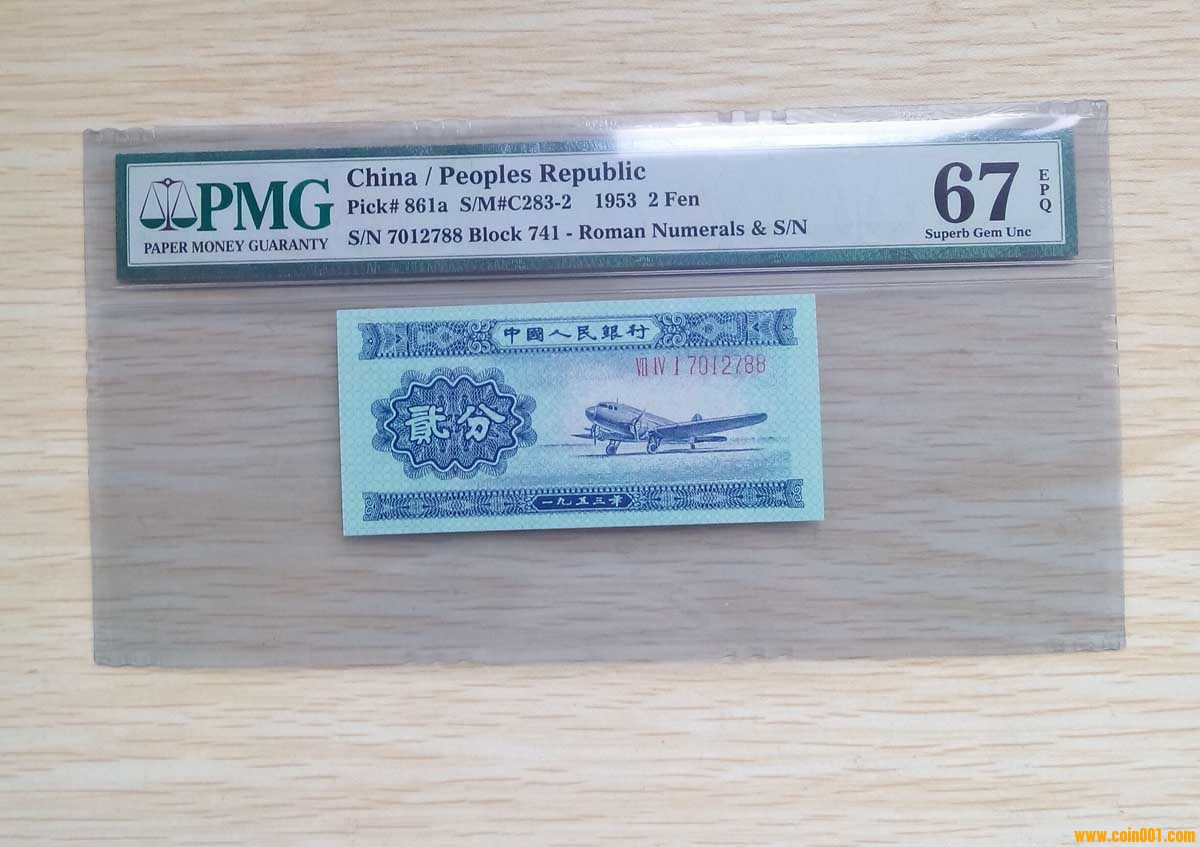 PMG
PAPER MONEY GUARANTY
China / Peoples Republic
Pick# 861a S/M#C283-2 1953 2 Fen
S/N 7012788 Block 741 - Roman Numerals & S/N
67
EPQ
Superb Gem Unc
中國人民銀行
VII IV I 7012788
貳分
一九五三年
www.coin001.com